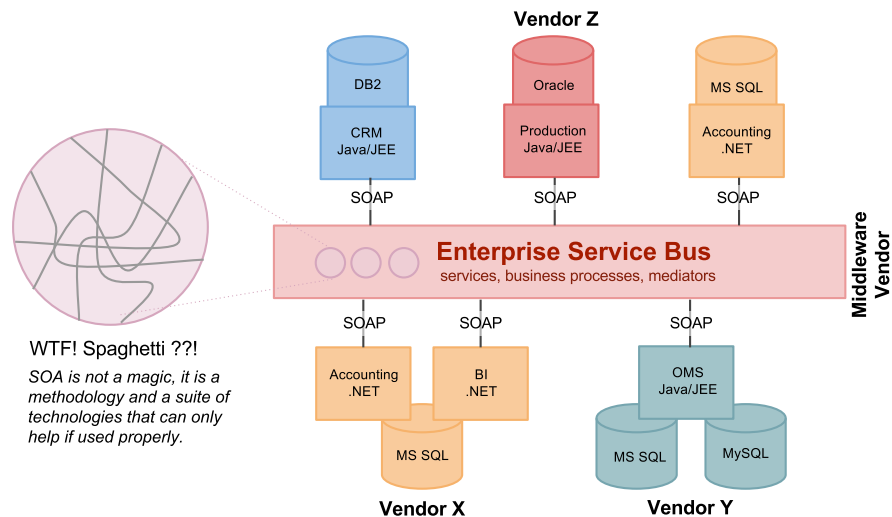 Vendor Z
DB2
CRM
Java/JEE
SOAP
Oracle
Production
Java/JEE
SOAP
MS SQL
Accounting
.NET
SOAP
Enterprise Service Bus
services, business processes, mediators
Middleware
Vendor
WTF! Spaghetti ??!
SOA is not a magic, it is a
methodology and a suite of
technologies that can only
help if used properly.
SOAP
Accounting
.NET
SOAP
BI
.NET
MS SQL
Vendor X
SOAP
OMS
Java/JEE
MS SQL
MySQL
Vendor Y